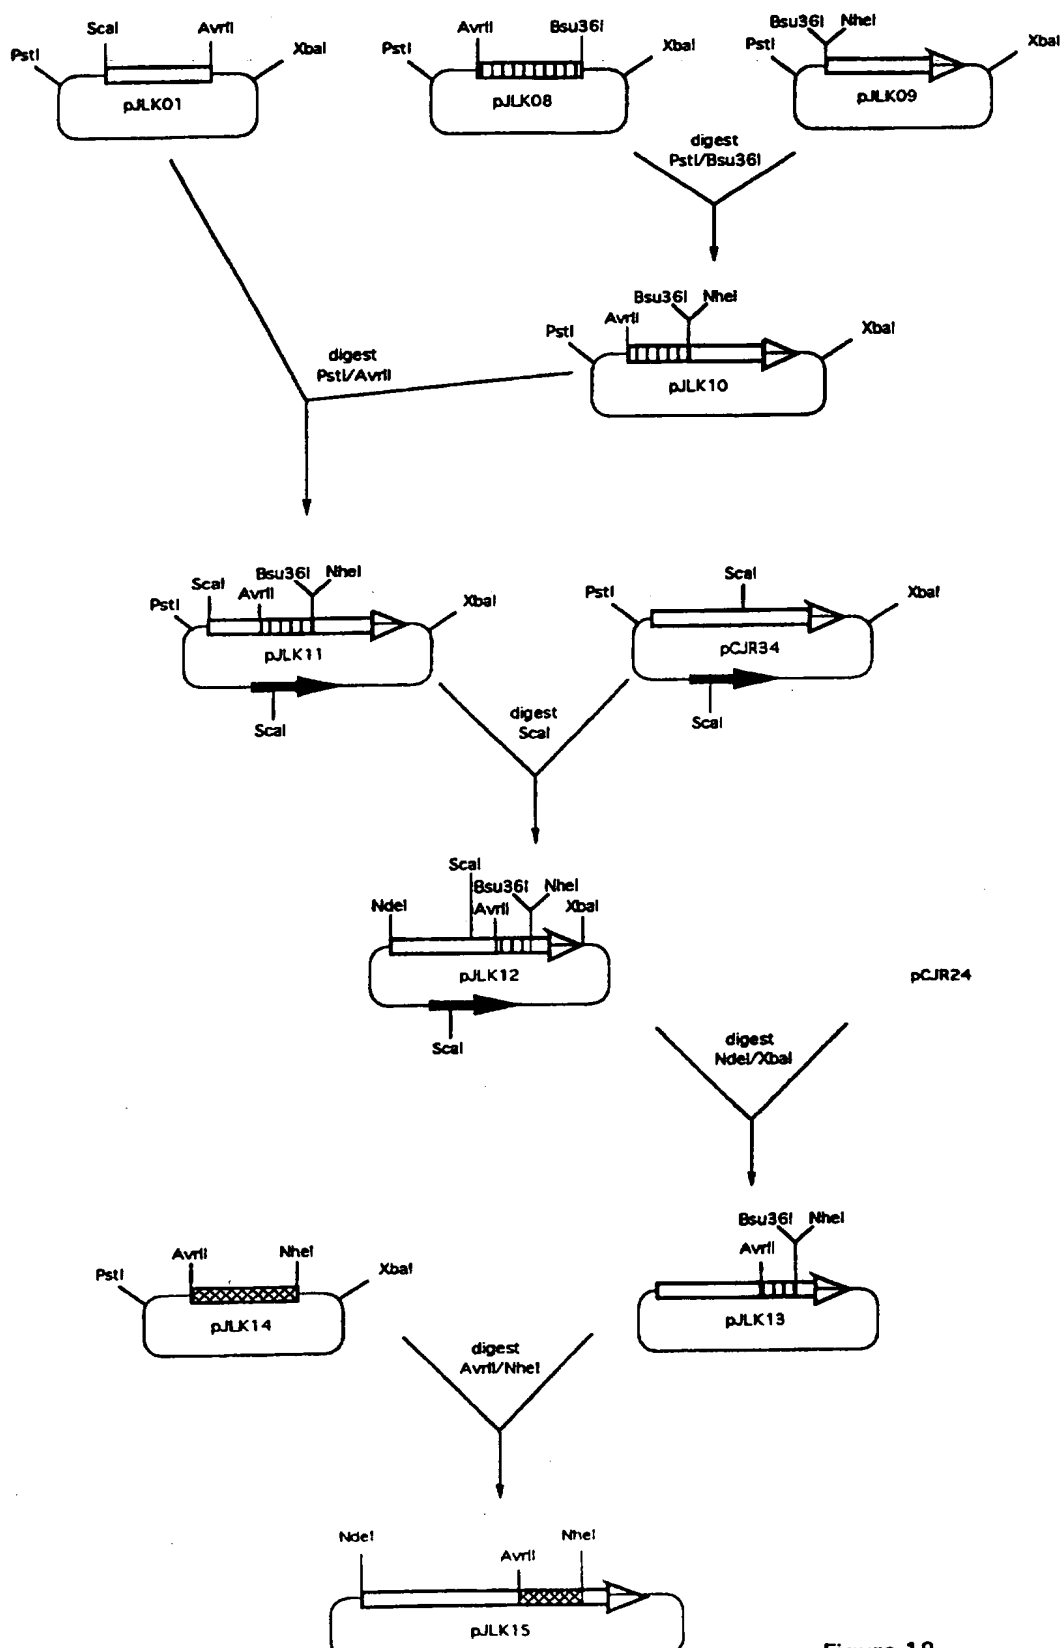 PstI
ScaI
AvrII
XbaI
pJLK01
PstI
AvrII
Bsu36I
XbaI
pJLK08
PstI
Bsu36I
NheI
XbaI
pJLK09
digest
PstI/Bsu36I
PstI
AvrII
Bsu36I
NheI
XbaI
pJLK10
digest
PstI/AvrII
PstI
ScaI
AvrII
Bsu36I
NheI
XbaI
pJLK11
ScaI
PstI
ScaI
XbaI
pCJR34
ScaI
digest
ScaI
NdeI
ScaI
AvrII
Bsu36I
NheI
XbaI
pJLK12
ScaI
pCJR24
digest
NdeI/XbaI
PstI
AvrII
NheI
XbaI
pJLK14
AvrII
Bsu36I
NheI
pJLK13
digest
AvrII/NheI
NdeI
AvrII
NheI
pJLK15